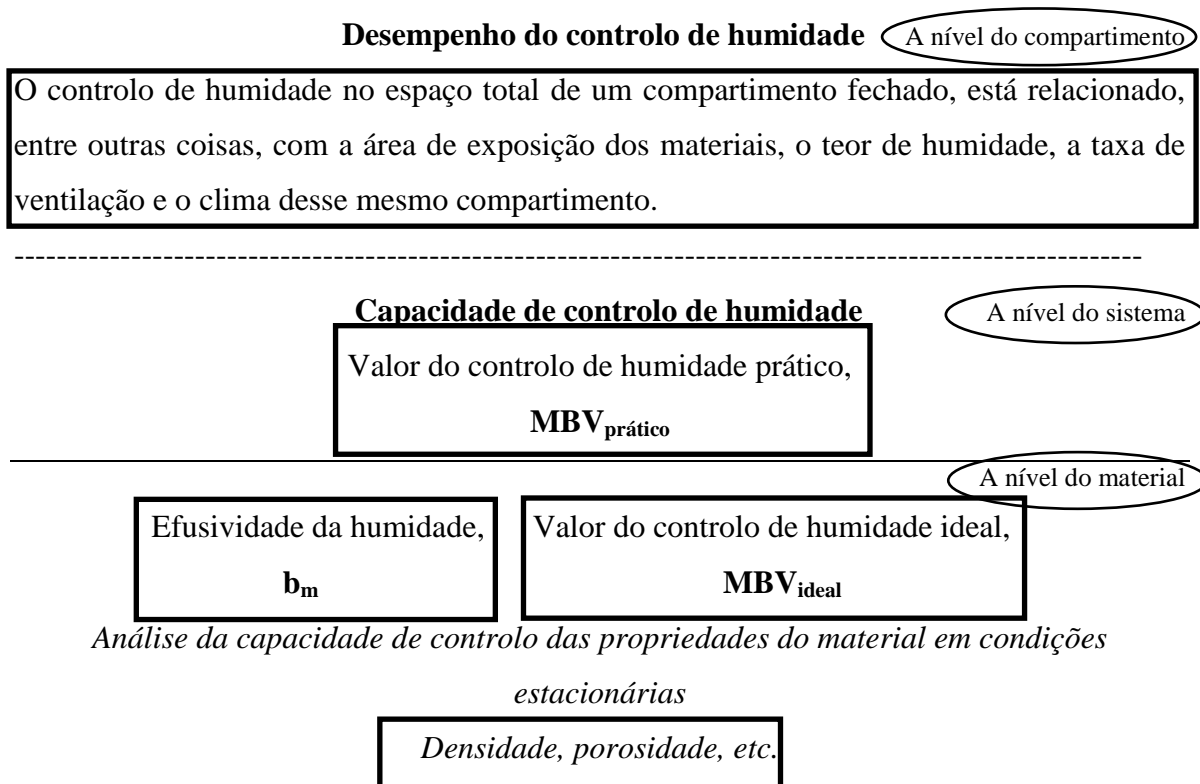 Desempenho do controlo de humidade A nível do compartimento
O controlo de humidade no espaço total de um compartimento fechado, está relacionado,
entre outras coisas, com a área de exposição dos materiais, o teor de humidade, a taxa de
ventilação e o clima desse mesmo compartimento.
Capacidade de controlo de humidade A nível do sistema
Valor do controlo de humidade prático,
MBVprático
A nível do material
Efusividade da humidade, Valor do controlo de humidade ideal,
bm MBVideal
Análise da capacidade de controlo das propriedades do material em condições
estacionárias
Densidade, porosidade, etc.